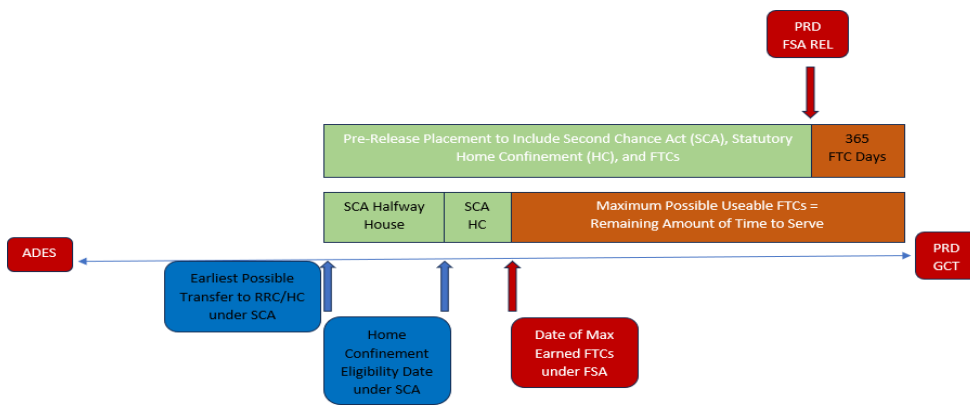 PRD
FSA REL
Pre-Release Placement to Include Second Chance Act (SCA), Statutory
Home Confinement (HC), and FTCs
365
FTC Days
SCA Halfway
House
SCA
HC
Maximum Possible Useable FTCs =
Remaining Amount of Time to Serve
ADES
PRD
GCT
Earliest Possible
Transfer to RRC/HC
under SCA
Home
Confinement
Eligibility Date
under SCA
Date of Max
Earned FTCs
under FSA